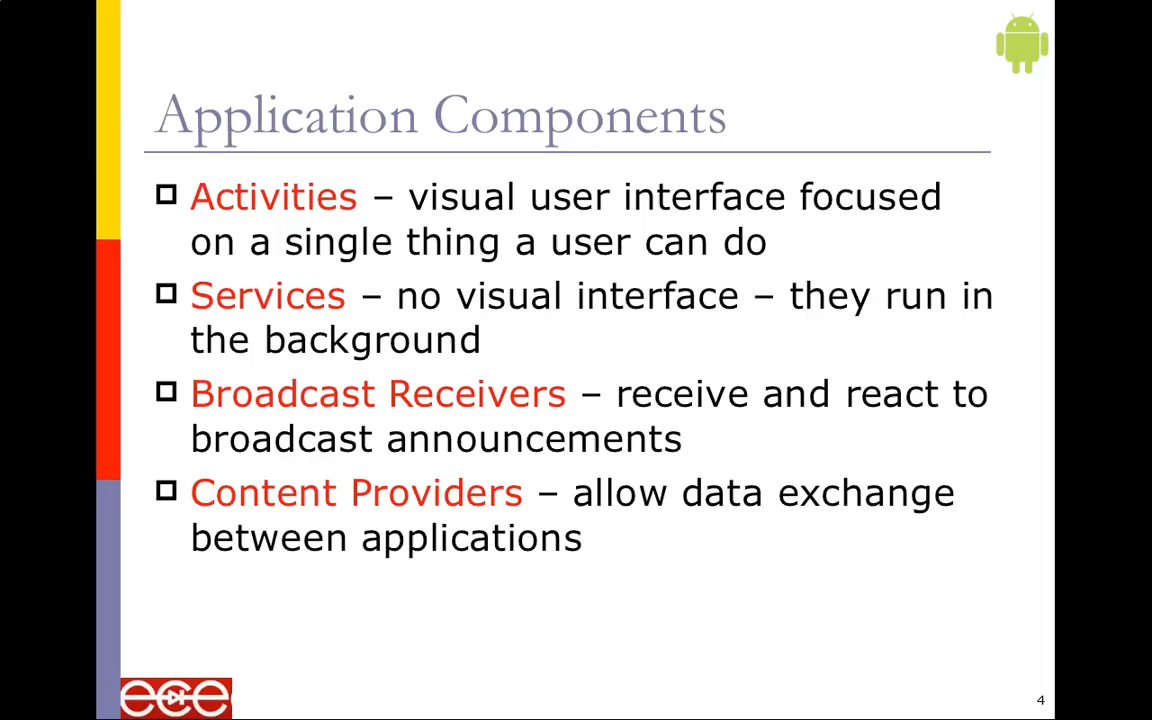 Application Components
Activities – visual user interface focused
on a single thing a user can do
Services – no visual interface – they run in
the background
Broadcast Receivers – receive and react to
broadcast announcements
Content Providers – allow data exchange
between applications
ece
4